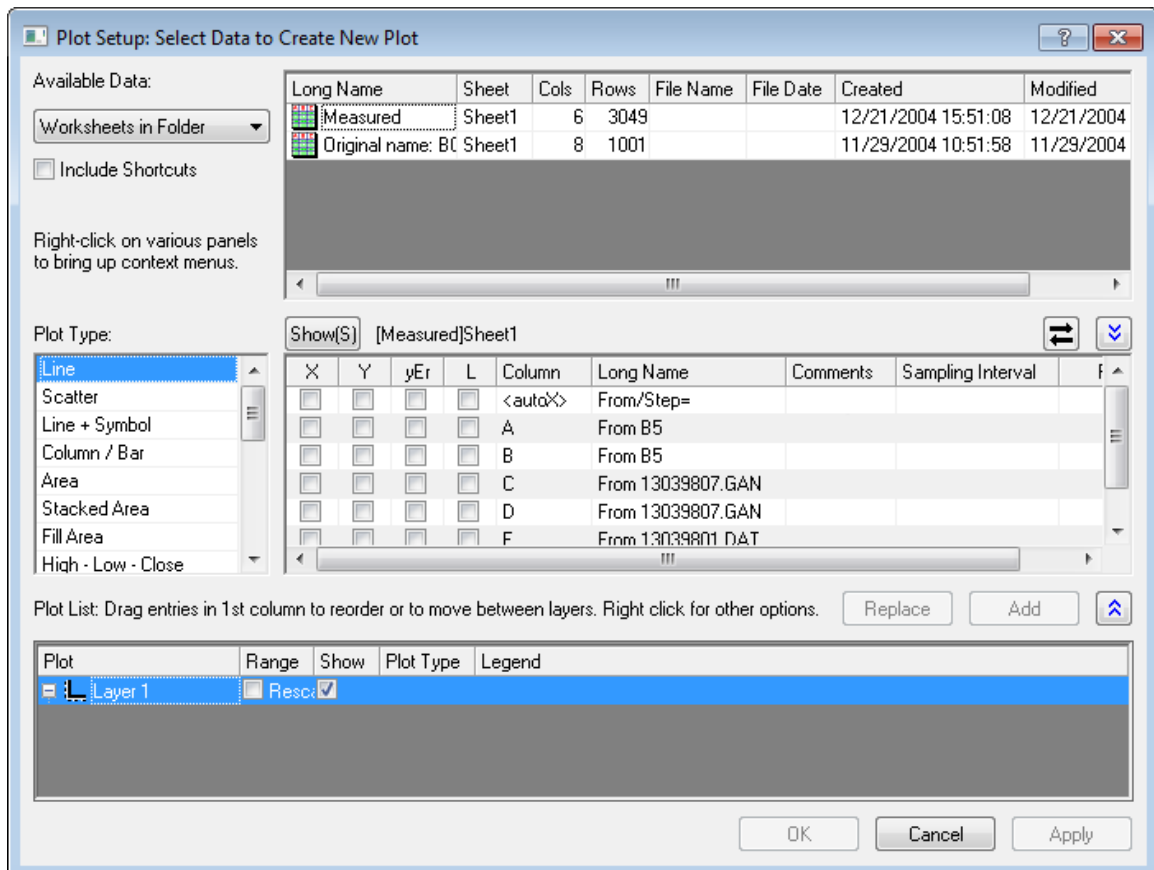 Plot Setup: Select Data to Create New Plot
Available Data:
Worksheets in Folder
Include Shortcuts
Right-click on various panels
to bring up context menus.
Long Name Sheet Cols Rows File Name File Date Created Modified
Measured Sheet1 6 3049 12/21/2004 15:51:08 12/21/2004
Original name: Sheet1 8 1001 11/29/2004 10:51:58 11/29/2004
Plot Type:
Line
Scatter
Line + Symbol
Column / Bar
Area
Stacked Area
Fill Area
High - Low - Close
Show(S) [Measured]Sheet1
X Y yEr L Column Long Name Comments Sampling Interval
<autoX> From/Step=
A From B5
B From B5
C From 13039807.GAN
D From 13039807.GAN
From 13039801.DAT
Plot List: Drag entries in 1st column to reorder or to move between layers. Right click for other options.
Replace Add
Plot Range Show Plot Type Legend
Layer 1 Resca
OK Cancel Apply